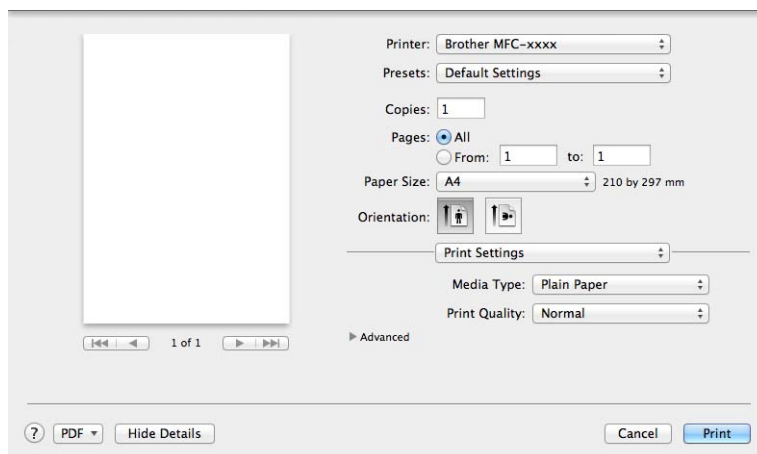 Printer: Brother MFC-xxxx
Presets: Default Settings
Copies: 1
Pages: All
From: 1 to: 1
Paper Size: A4 210 by 297 mm
Orientation:
Print Settings
Media Type: Plain Paper
Print Quality: Normal
Advanced
1 of 1
? PDF Hide Details Cancel Print